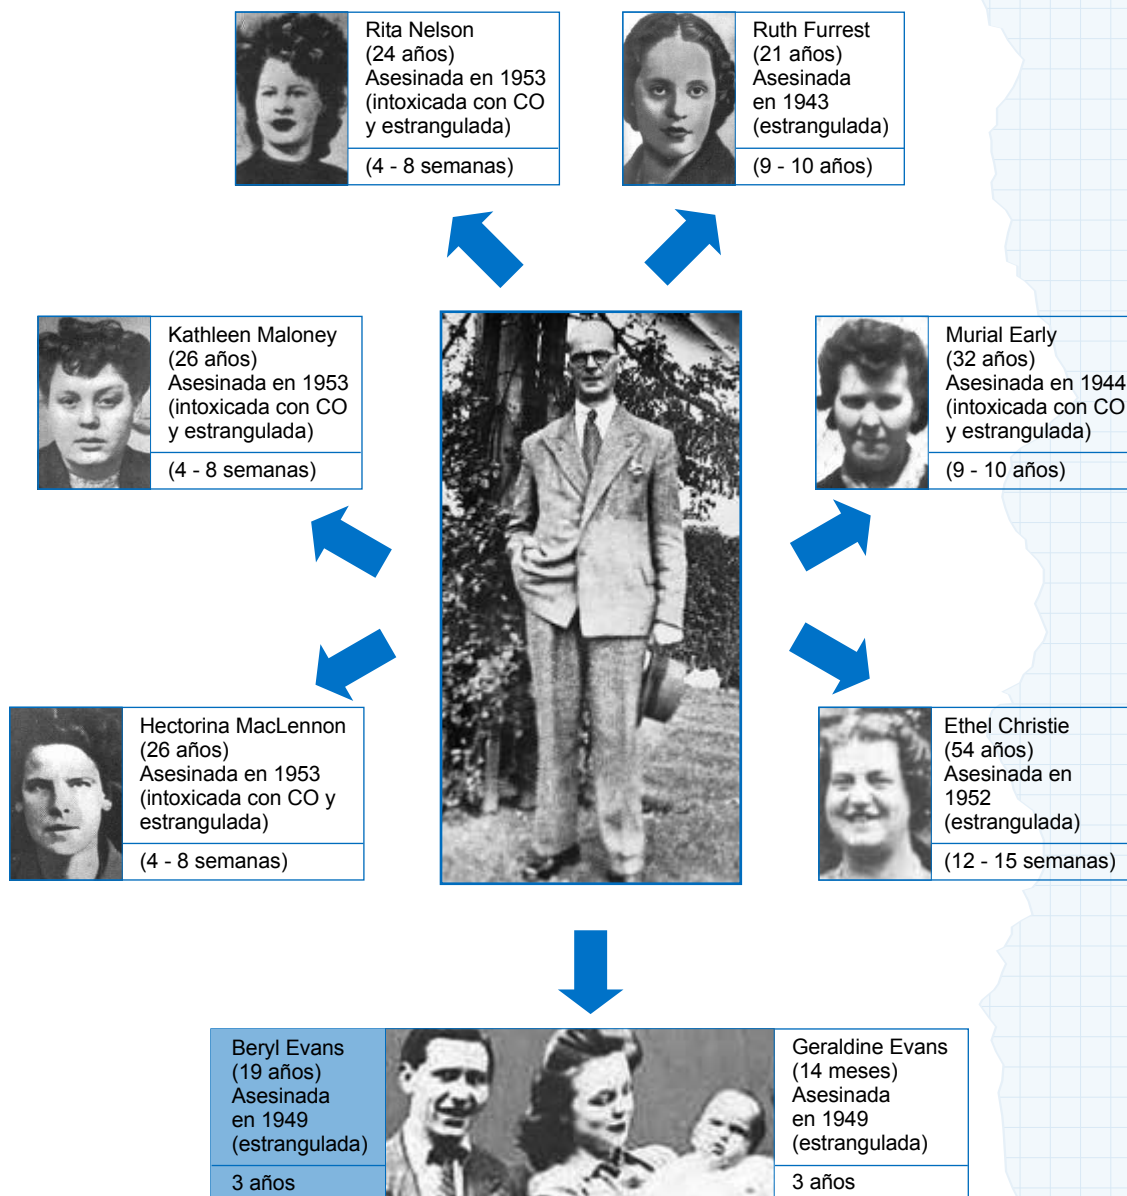 Rita Nelson
(24 años)
Asesinada en 1953
(intoxicada con CO
y estrangulada)
(4 - 8 semanas)
Ruth Furrest
(21 años)
Asesinada
en 1943
(estrangulada)
(9 - 10 años)
Kathleen Maloney
(26 años)
Asesinada en 1953
(intoxicada con CO
y estrangulada)
(4 - 8 semanas)
Murial Early
(32 años)
Asesinada en 1944
(intoxicada con CO
y estrangulada)
(9 - 10 años)
Hectorina MacLennon
(26 años)
Asesinada en 1953
(intoxicada con CO y
estrangulada)
(4 - 8 semanas)
Ethel Christie
(54 años)
Asesinada en
1952
(estrangulada)
(12 - 15 semanas)
Beryl Evans
(19 años)
Asesinada
en 1949
(estrangulada)
3 años
Geraldine Evans
(14 meses)
Asesinada
en 1949
(estrangulada)
3 años